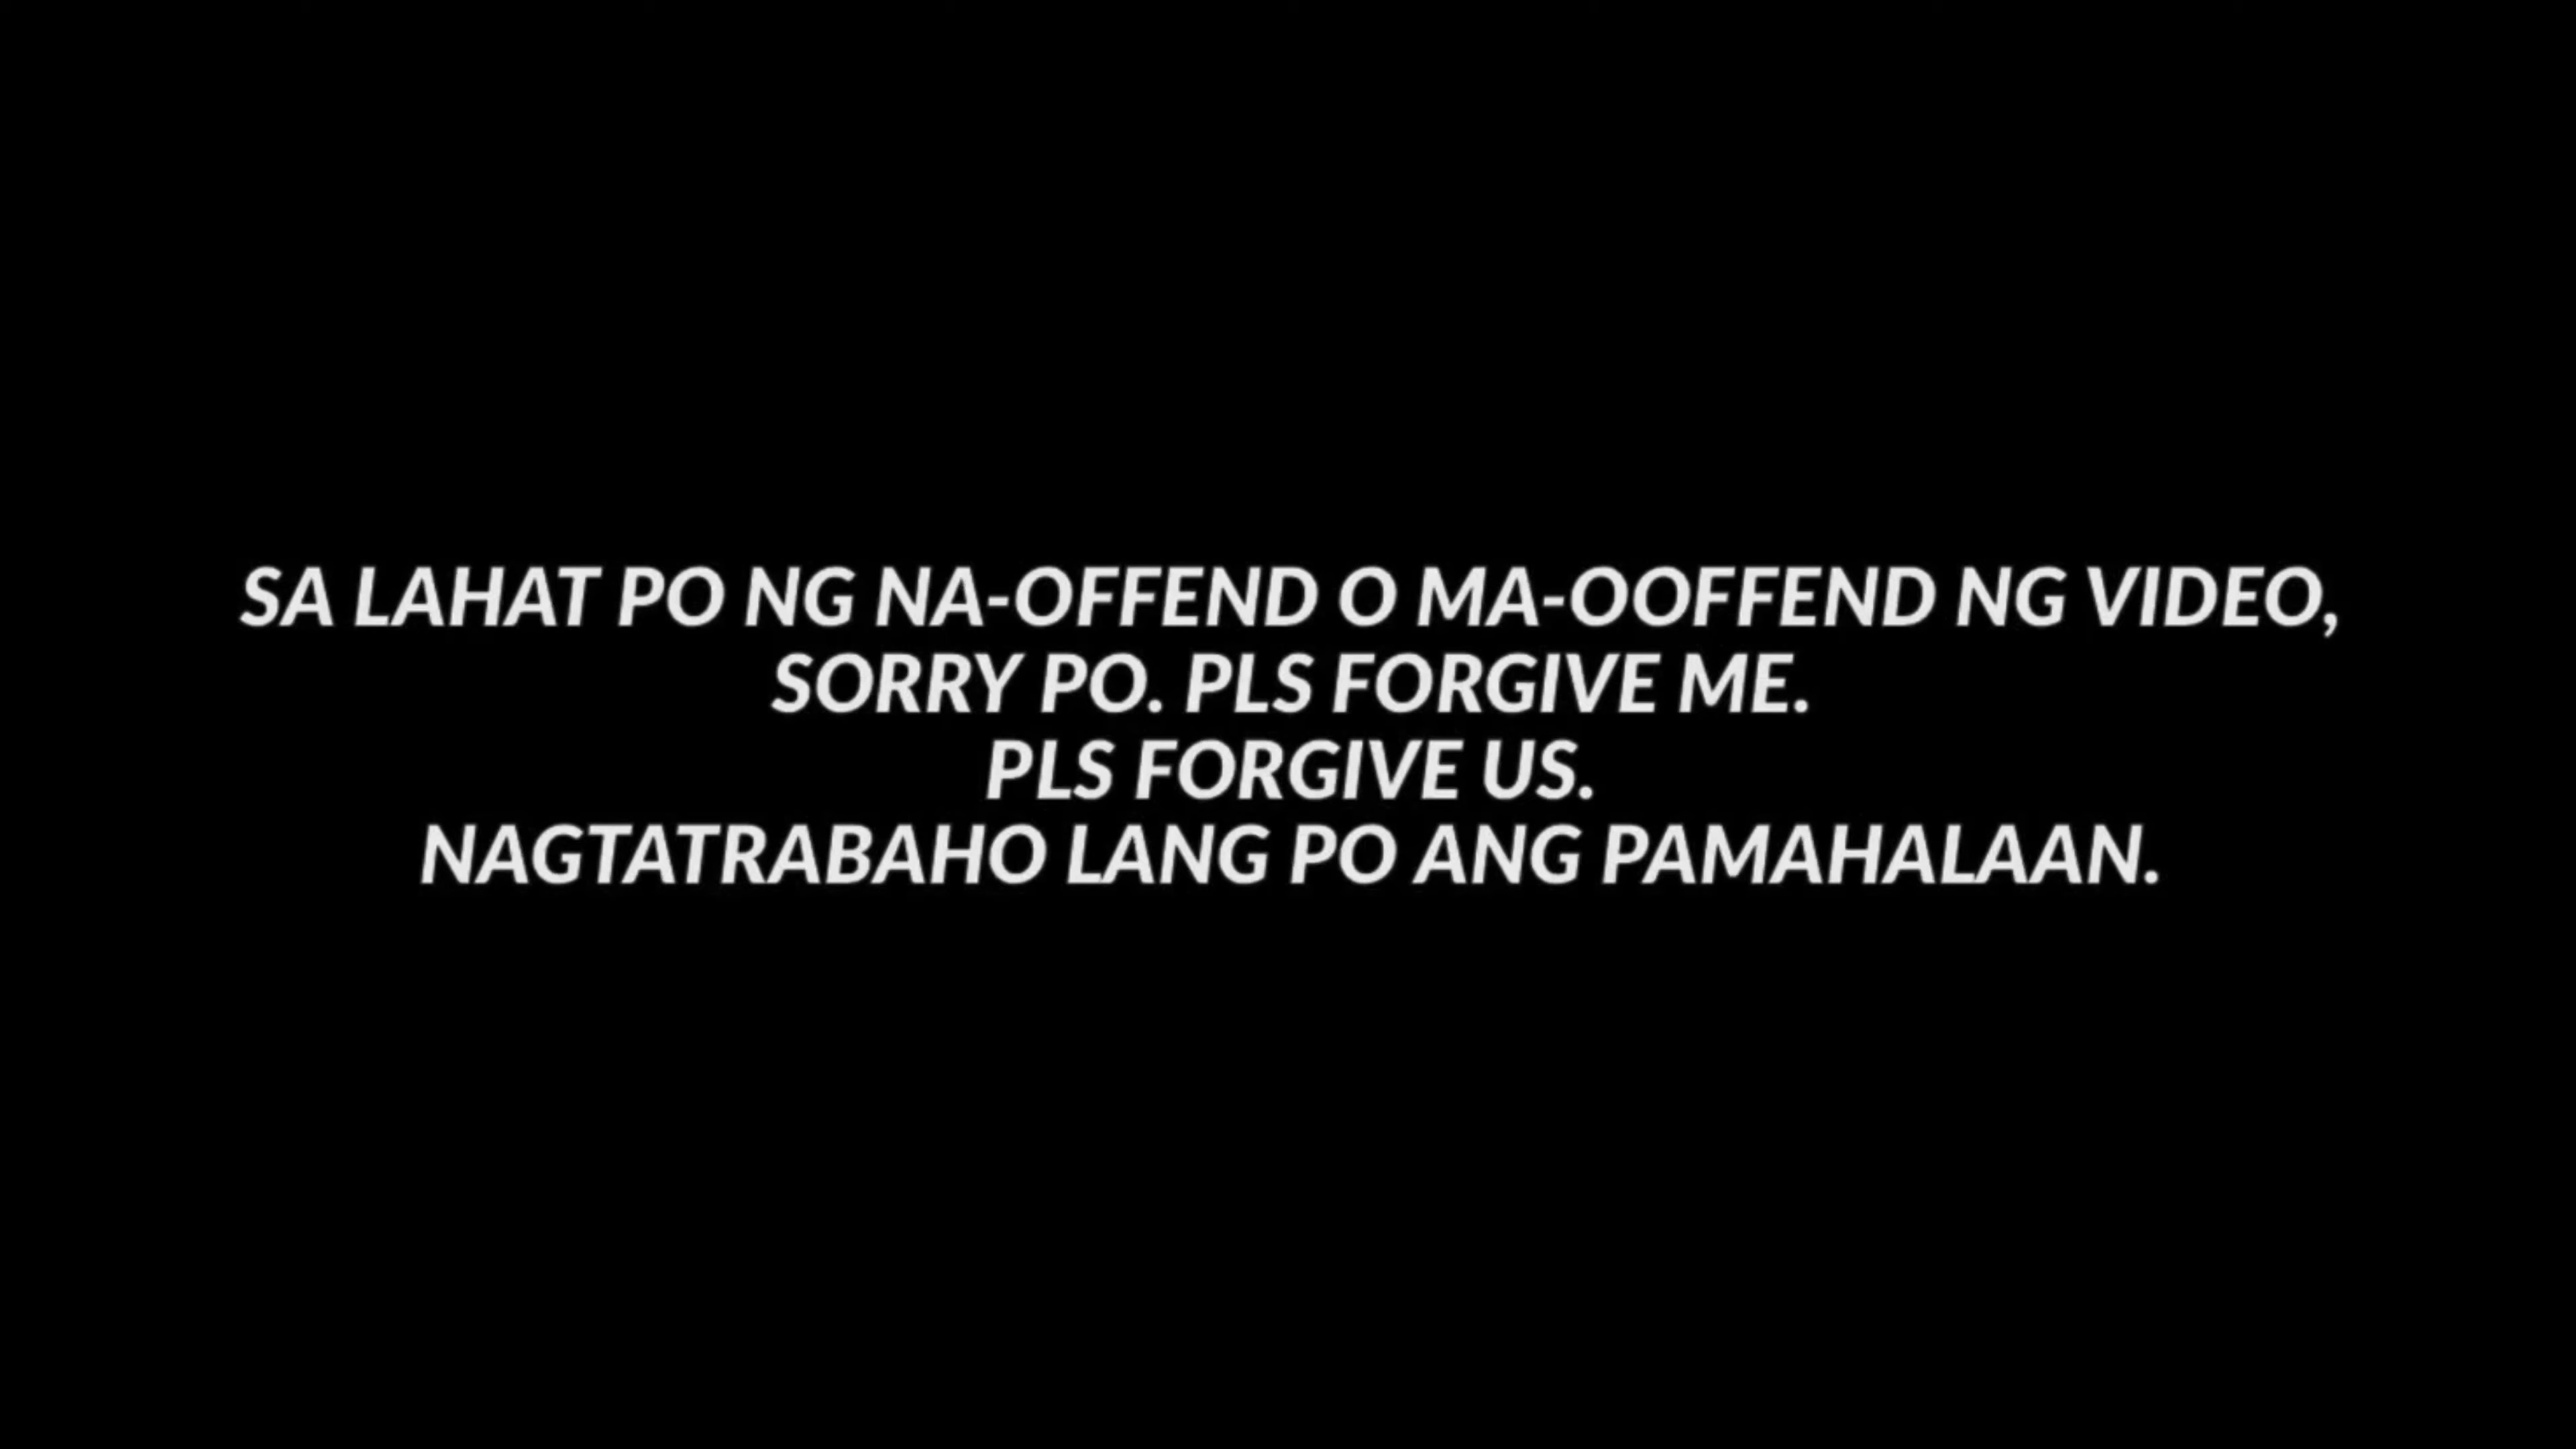 SA LAHAT PO NG NA-OFFEND O MA-OOFFEND NG VIDEO,
SORRY PO. PLS FORGIVE ME.
PLS FORGIVE US.
NAGTATRABAHO LANG PO ANG PAMAHALAAN.